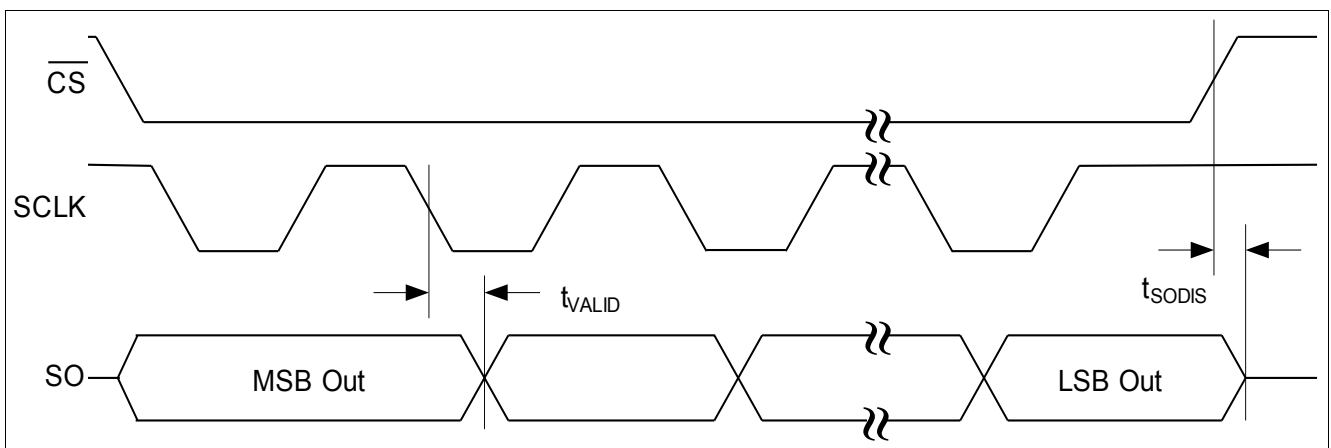 CS
SCLK
tVALID
tSODIS
SO
MSB Out
LSB Out